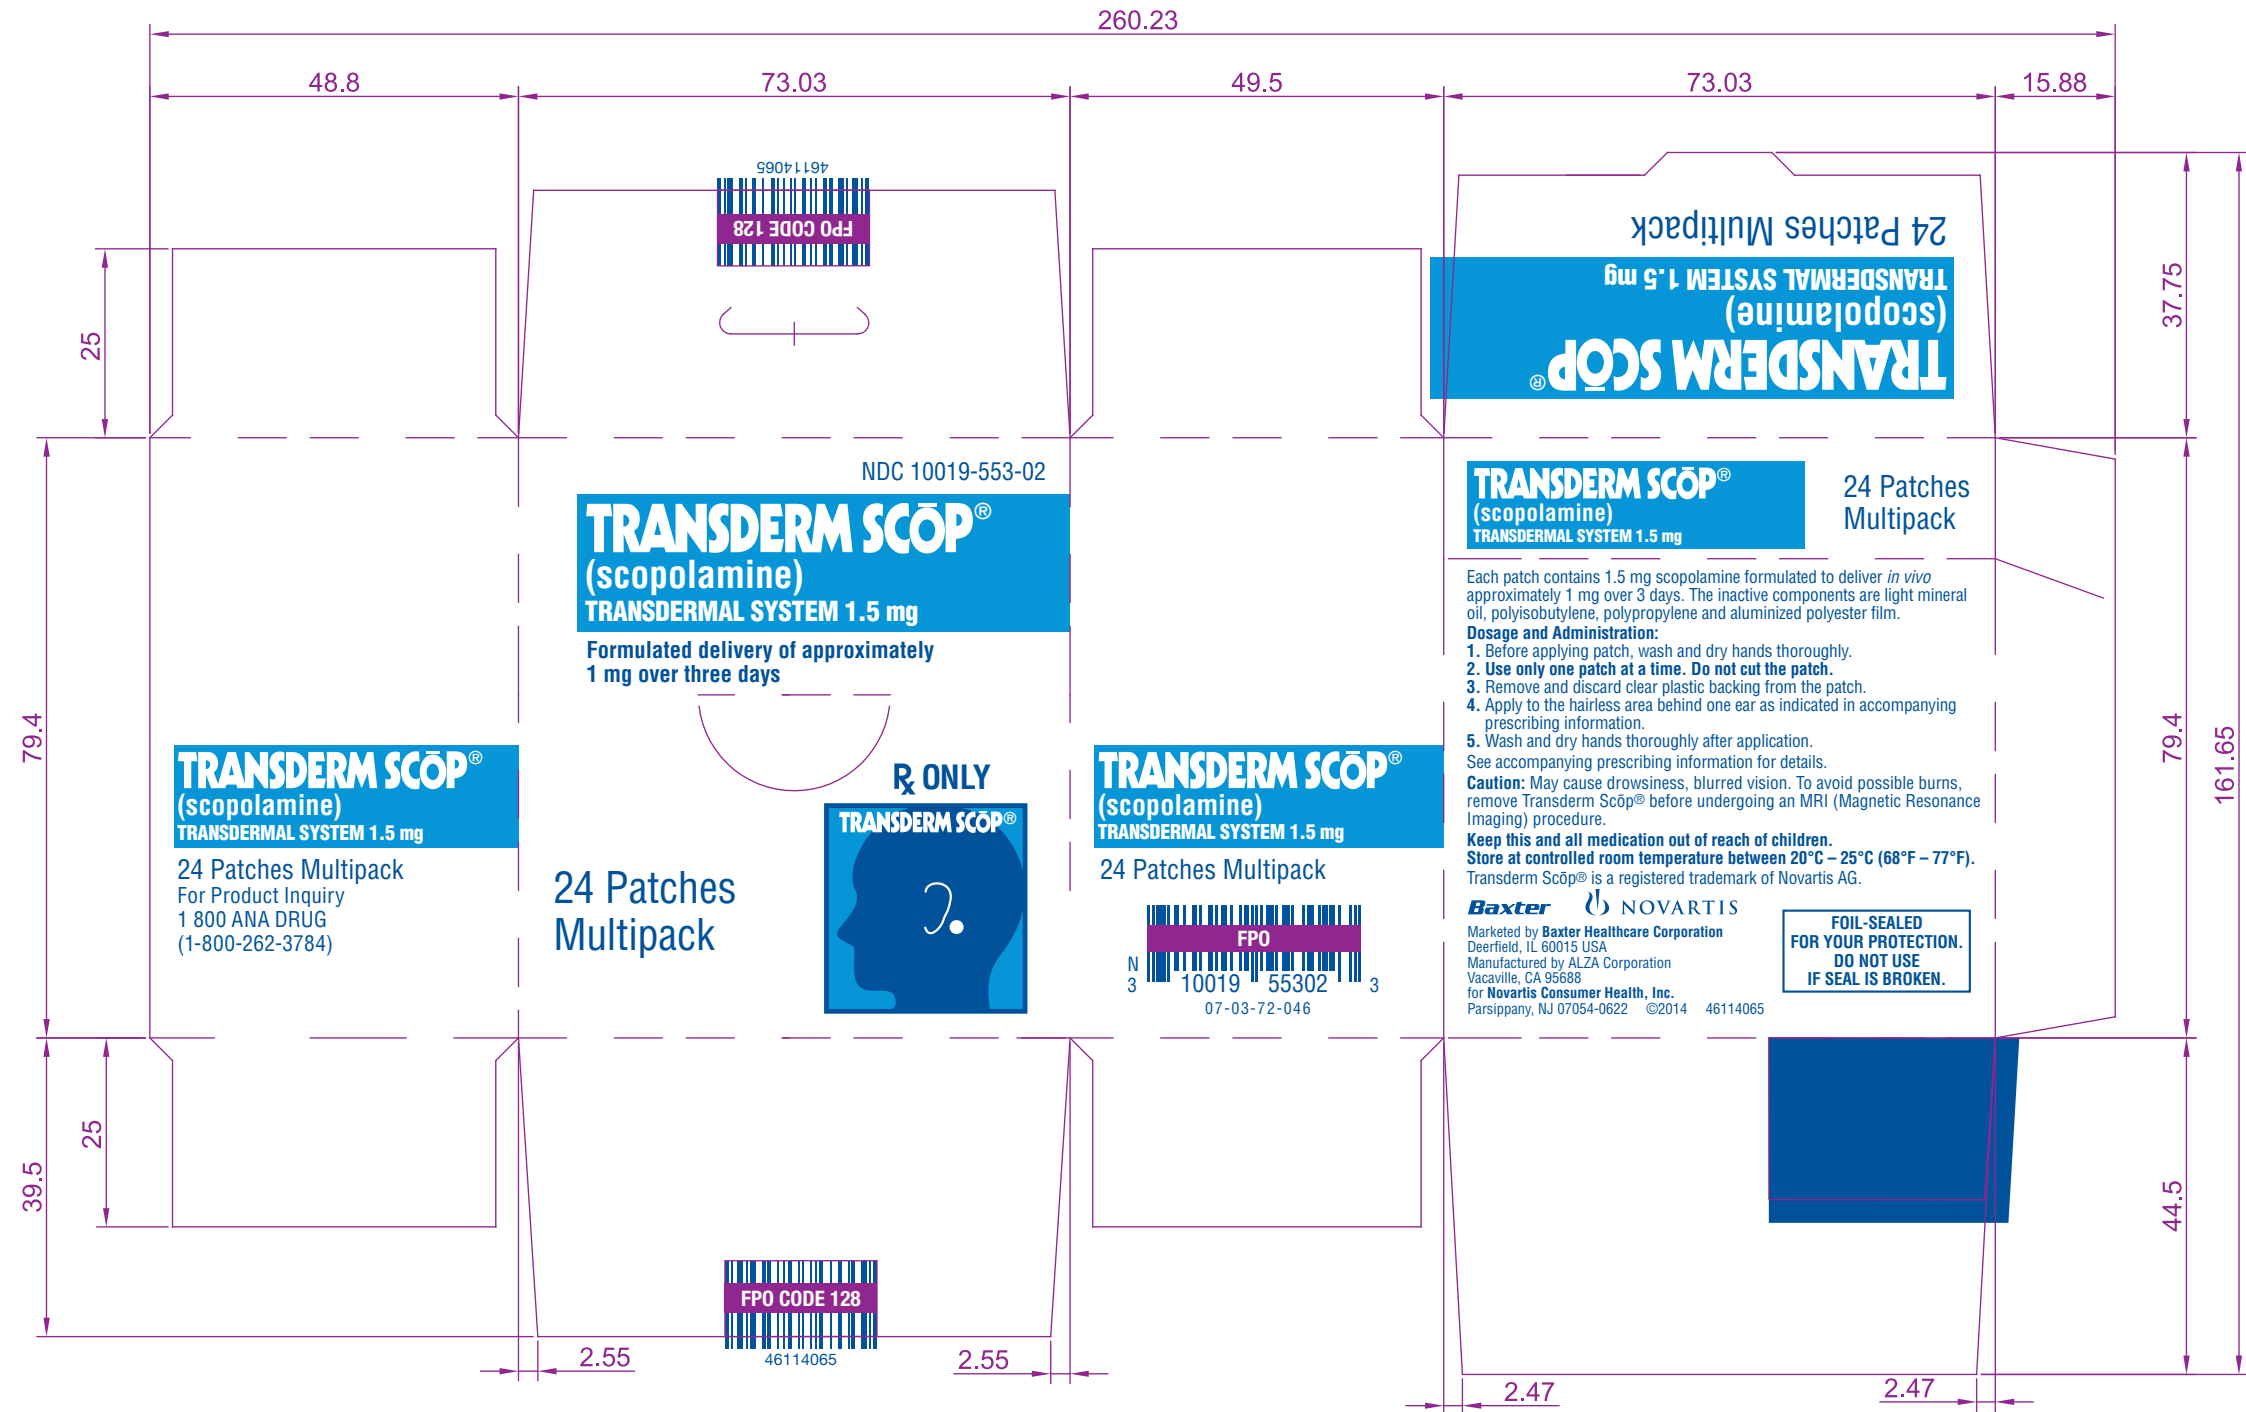 260.23
48.8
73.03
49.5
73.03
15.88
46114065
FPO CODE 128
24 Patches Multipack
TRANSDERMAL SYSTEM 1.5 mg
(scopolamine)
TRANSDERM SCŌP®
25
37.75
79.4
79.4
161.65
39.5
25
44.5
TRANSDERM SCŌP®
(scopolamine)
TRANSDERMAL SYSTEM 1.5 mg
24 Patches Multipack
For Product Inquiry
1 800 ANA DRUG
(1-800-262-3784)
NDC 10019-553-02
TRANSDERM SCŌP®
(scopolamine)
TRANSDERMAL SYSTEM 1.5 mg
Formulated delivery of approximately
1 mg over three days
℞ ONLY
TRANSDERM SCŌP®
24 Patches
Multipack
TRANSDERM SCŌP®
(scopolamine)
TRANSDERMAL SYSTEM 1.5 mg
24 Patches Multipack
FPO
N
3 10019 55302 3
07-03-72-046
TRANSDERM SCŌP®
(scopolamine)
TRANSDERMAL SYSTEM 1.5 mg
24 Patches
Multipack
Each patch contains 1.5 mg scopolamine formulated to deliver in vivo
approximately 1 mg over 3 days. The inactive components are light mineral
oil, polyisobutylene, polypropylene and aluminized polyester film.
Dosage and Administration:
1. Before applying patch, wash and dry hands thoroughly.
2. Use only one patch at a time. Do not cut the patch.
3. Remove and discard clear plastic backing from the patch.
4. Apply to the hairless area behind one ear as indicated in accompanying
prescribing information.
5. Wash and dry hands thoroughly after application.
See accompanying prescribing information for details.
Caution: May cause drowsiness, blurred vision. To avoid possible burns,
remove Transderm Scōp® before undergoing an MRI (Magnetic Resonance
Imaging) procedure.
Keep this and all medication out of reach of children.
Store at controlled room temperature between 20°C – 25°C (68°F – 77°F).
Transderm Scōp® is a registered trademark of Novartis AG.
Baxter NOVARTIS
Marketed by Baxter Healthcare Corporation
Deerfield, IL 60015 USA
Manufactured by ALZA Corporation
Vacaville, CA 95688
for Novartis Consumer Health, Inc.
Parsippany, NJ 07054-0622 ©2014 46114065
FOIL-SEALED
FOR YOUR PROTECTION.
DO NOT USE
IF SEAL IS BROKEN.
FPO CODE 128
46114065
2.55
2.55
2.47
2.47